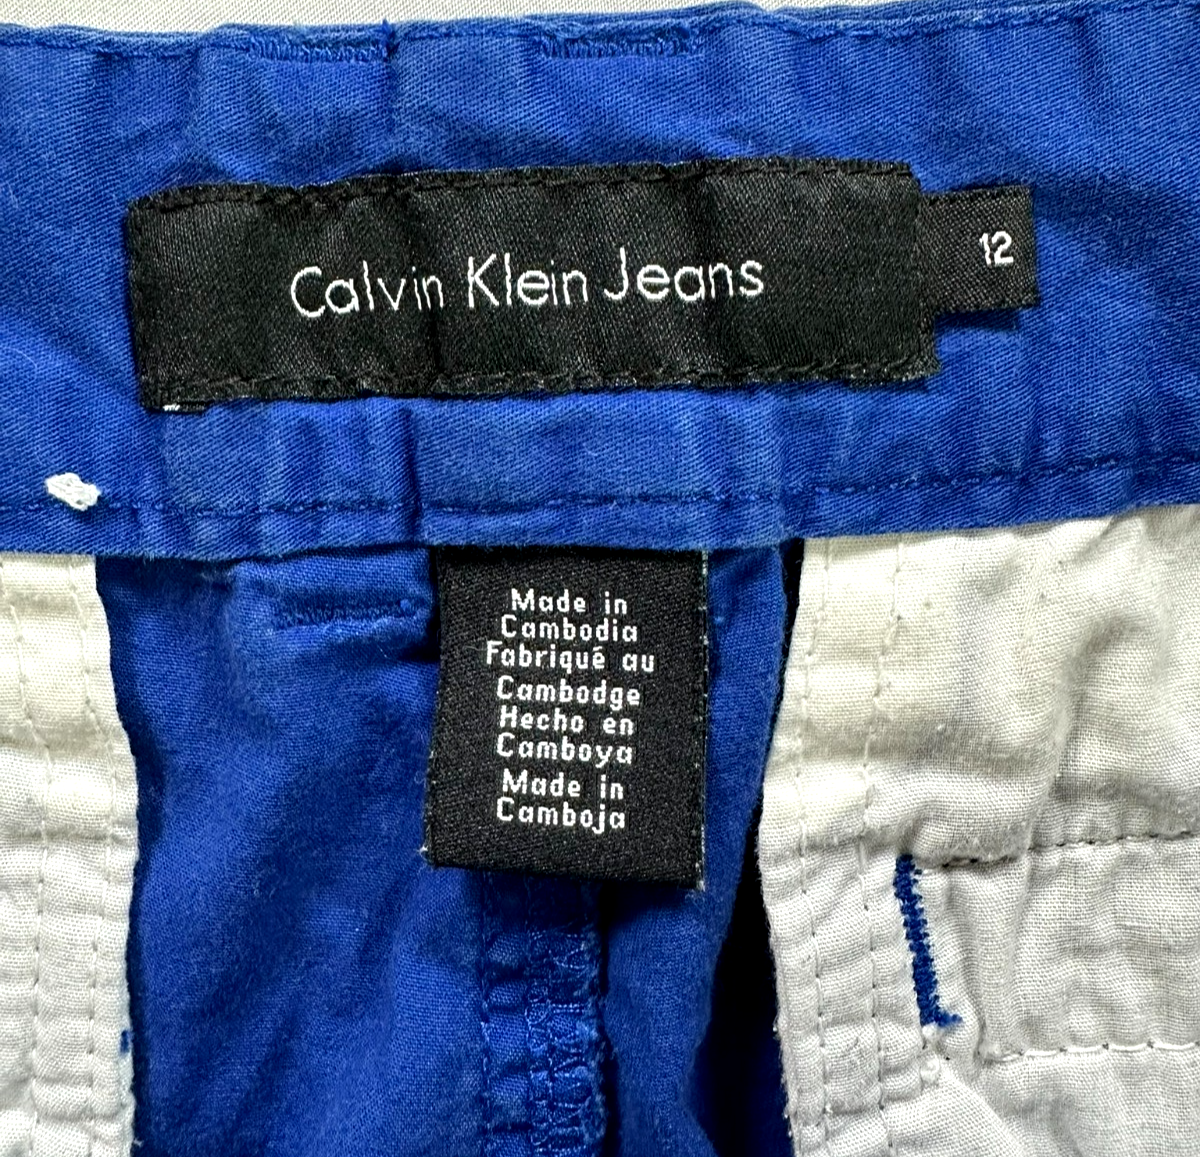 Calvin Klein Jeans
12
Made in
Cambodia
Fabriqué au
Cambodge
Hecho en
Camboya
Made in
Camboja